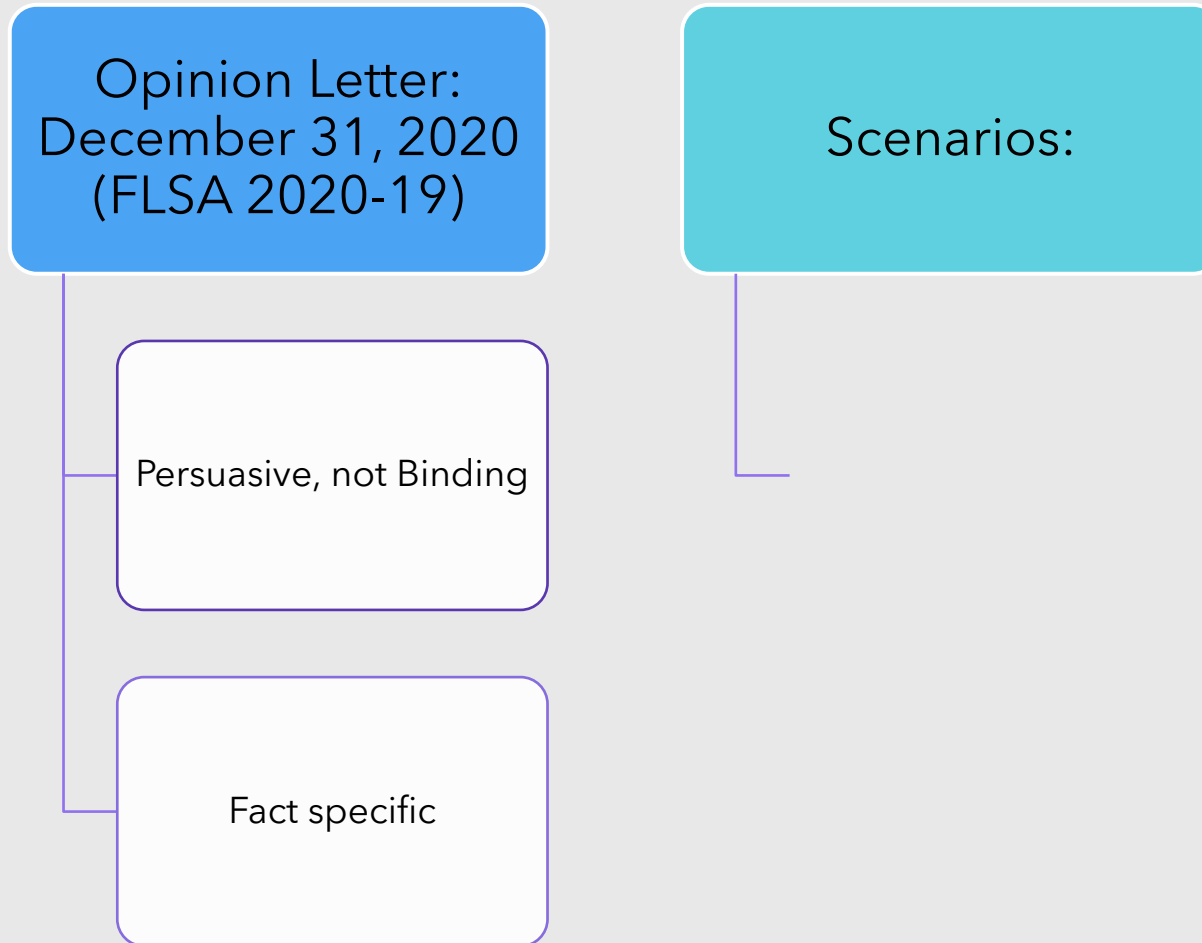 Opinion Letter:
December 31, 2020
(FLSA 2020-19)
Scenarios:
Persuasive, not Binding
Fact specific